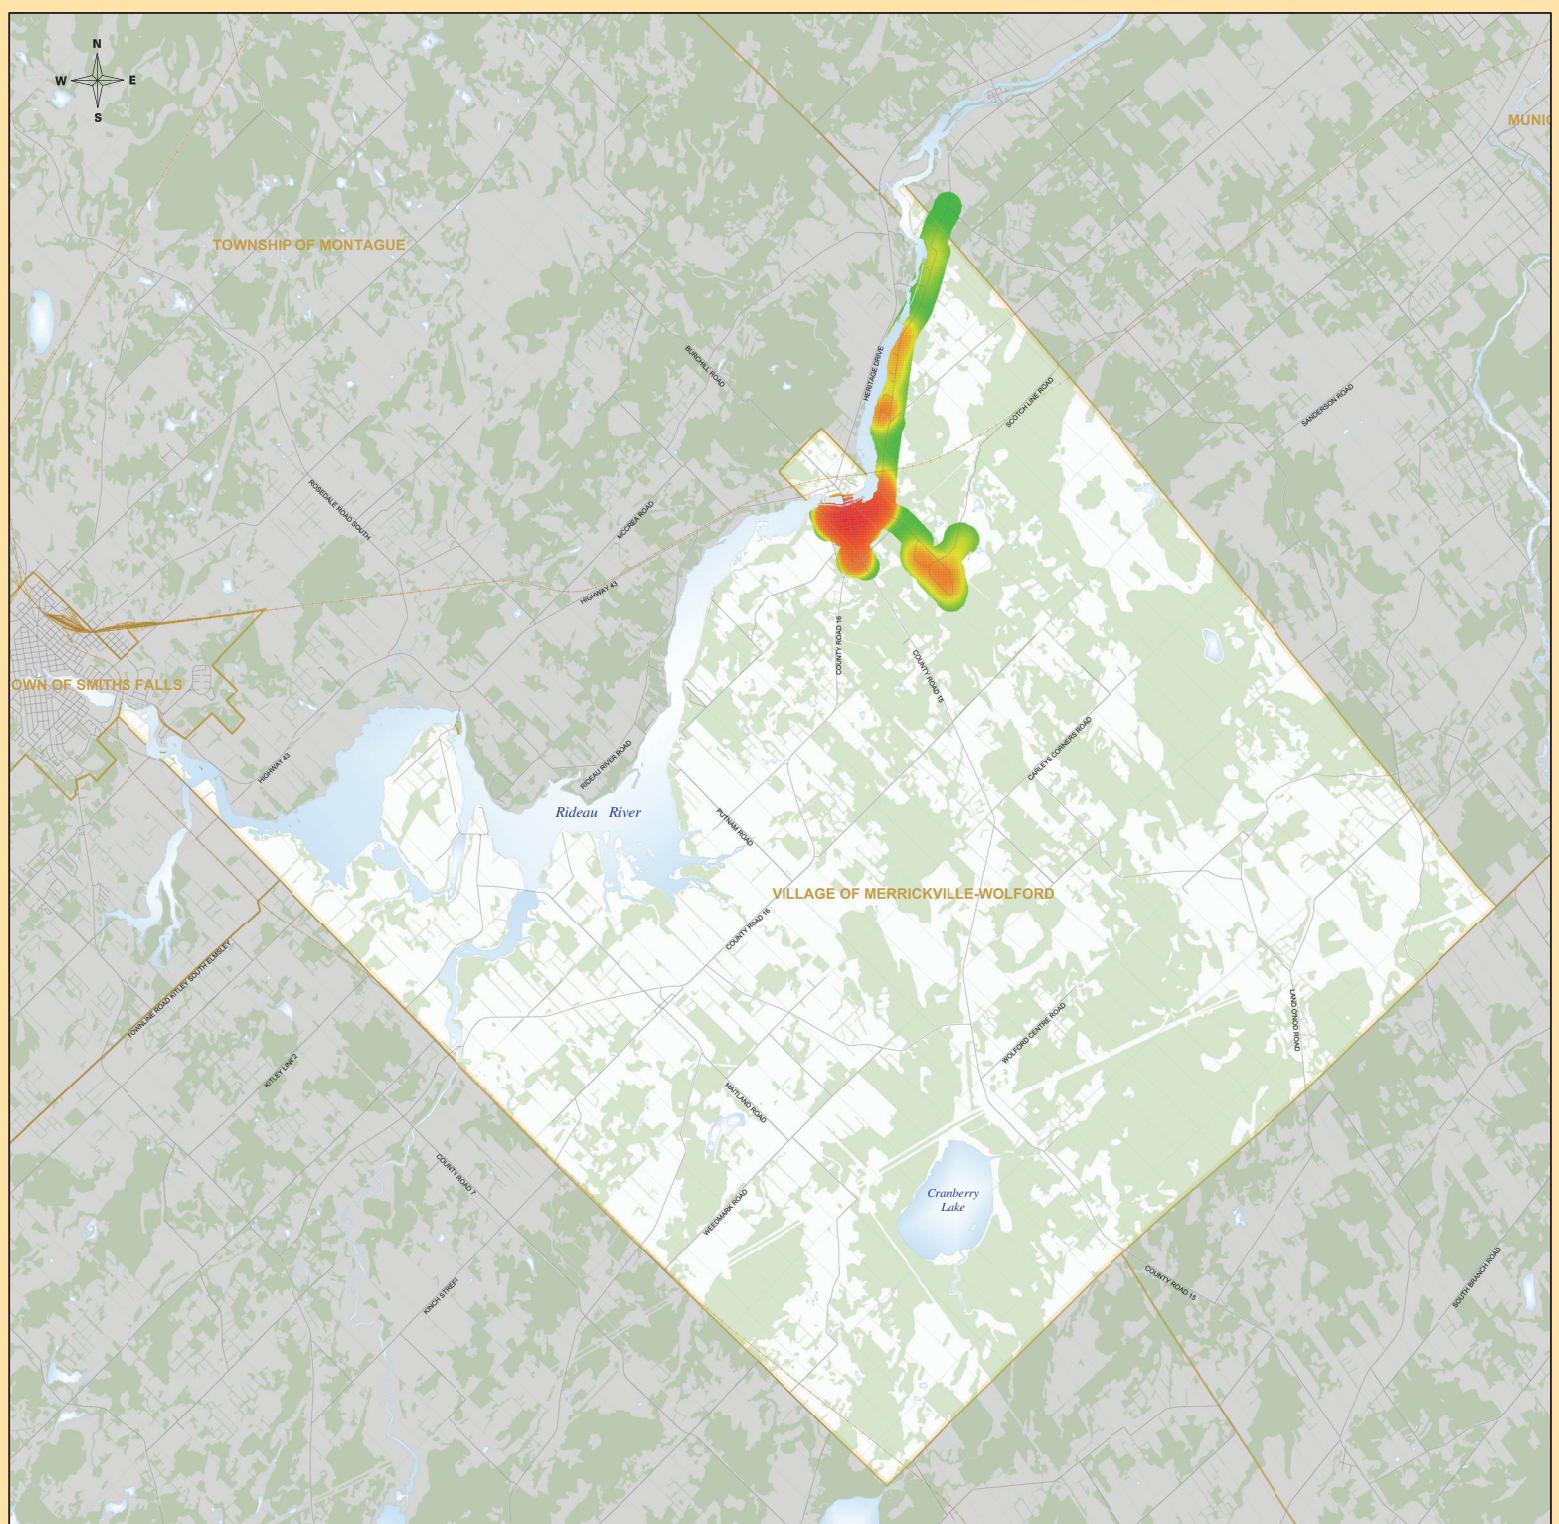 N
W E
S
MUNIC
TOWNSHIP OF MONTAGUE
BURCHILL ROAD
HERITAGE DRIVE
SCOTCH LINE ROAD
SANDERSON ROAD
ROSEDALE ROAD SOUTH
MCCREA ROAD
HIGHWAY 43
COUNTY ROAD 16
COUNTY ROAD 15
OWN OF SMITHS FALLS
HIGHWAY 43
RIDEAU RIVER ROAD
CARLEYS CORNERS ROAD
Rideau River
PUTNAM ROAD
VILLAGE OF MERRICKVILLE-WOLFORD
COUNTY ROAD 16
TOWNLINE ROAD KITLEY SOUTH ELMSLEY
LAND O'NOD ROAD
WOLFORD CENTRE ROAD
KITLEY LINE 2
MAITLAND ROAD
COUNTY ROAD 7
WEEDMARK ROAD
Cranberry
Lake
KINCH STREET
COUNTY ROAD 15
SOUTH BRANCH ROAD